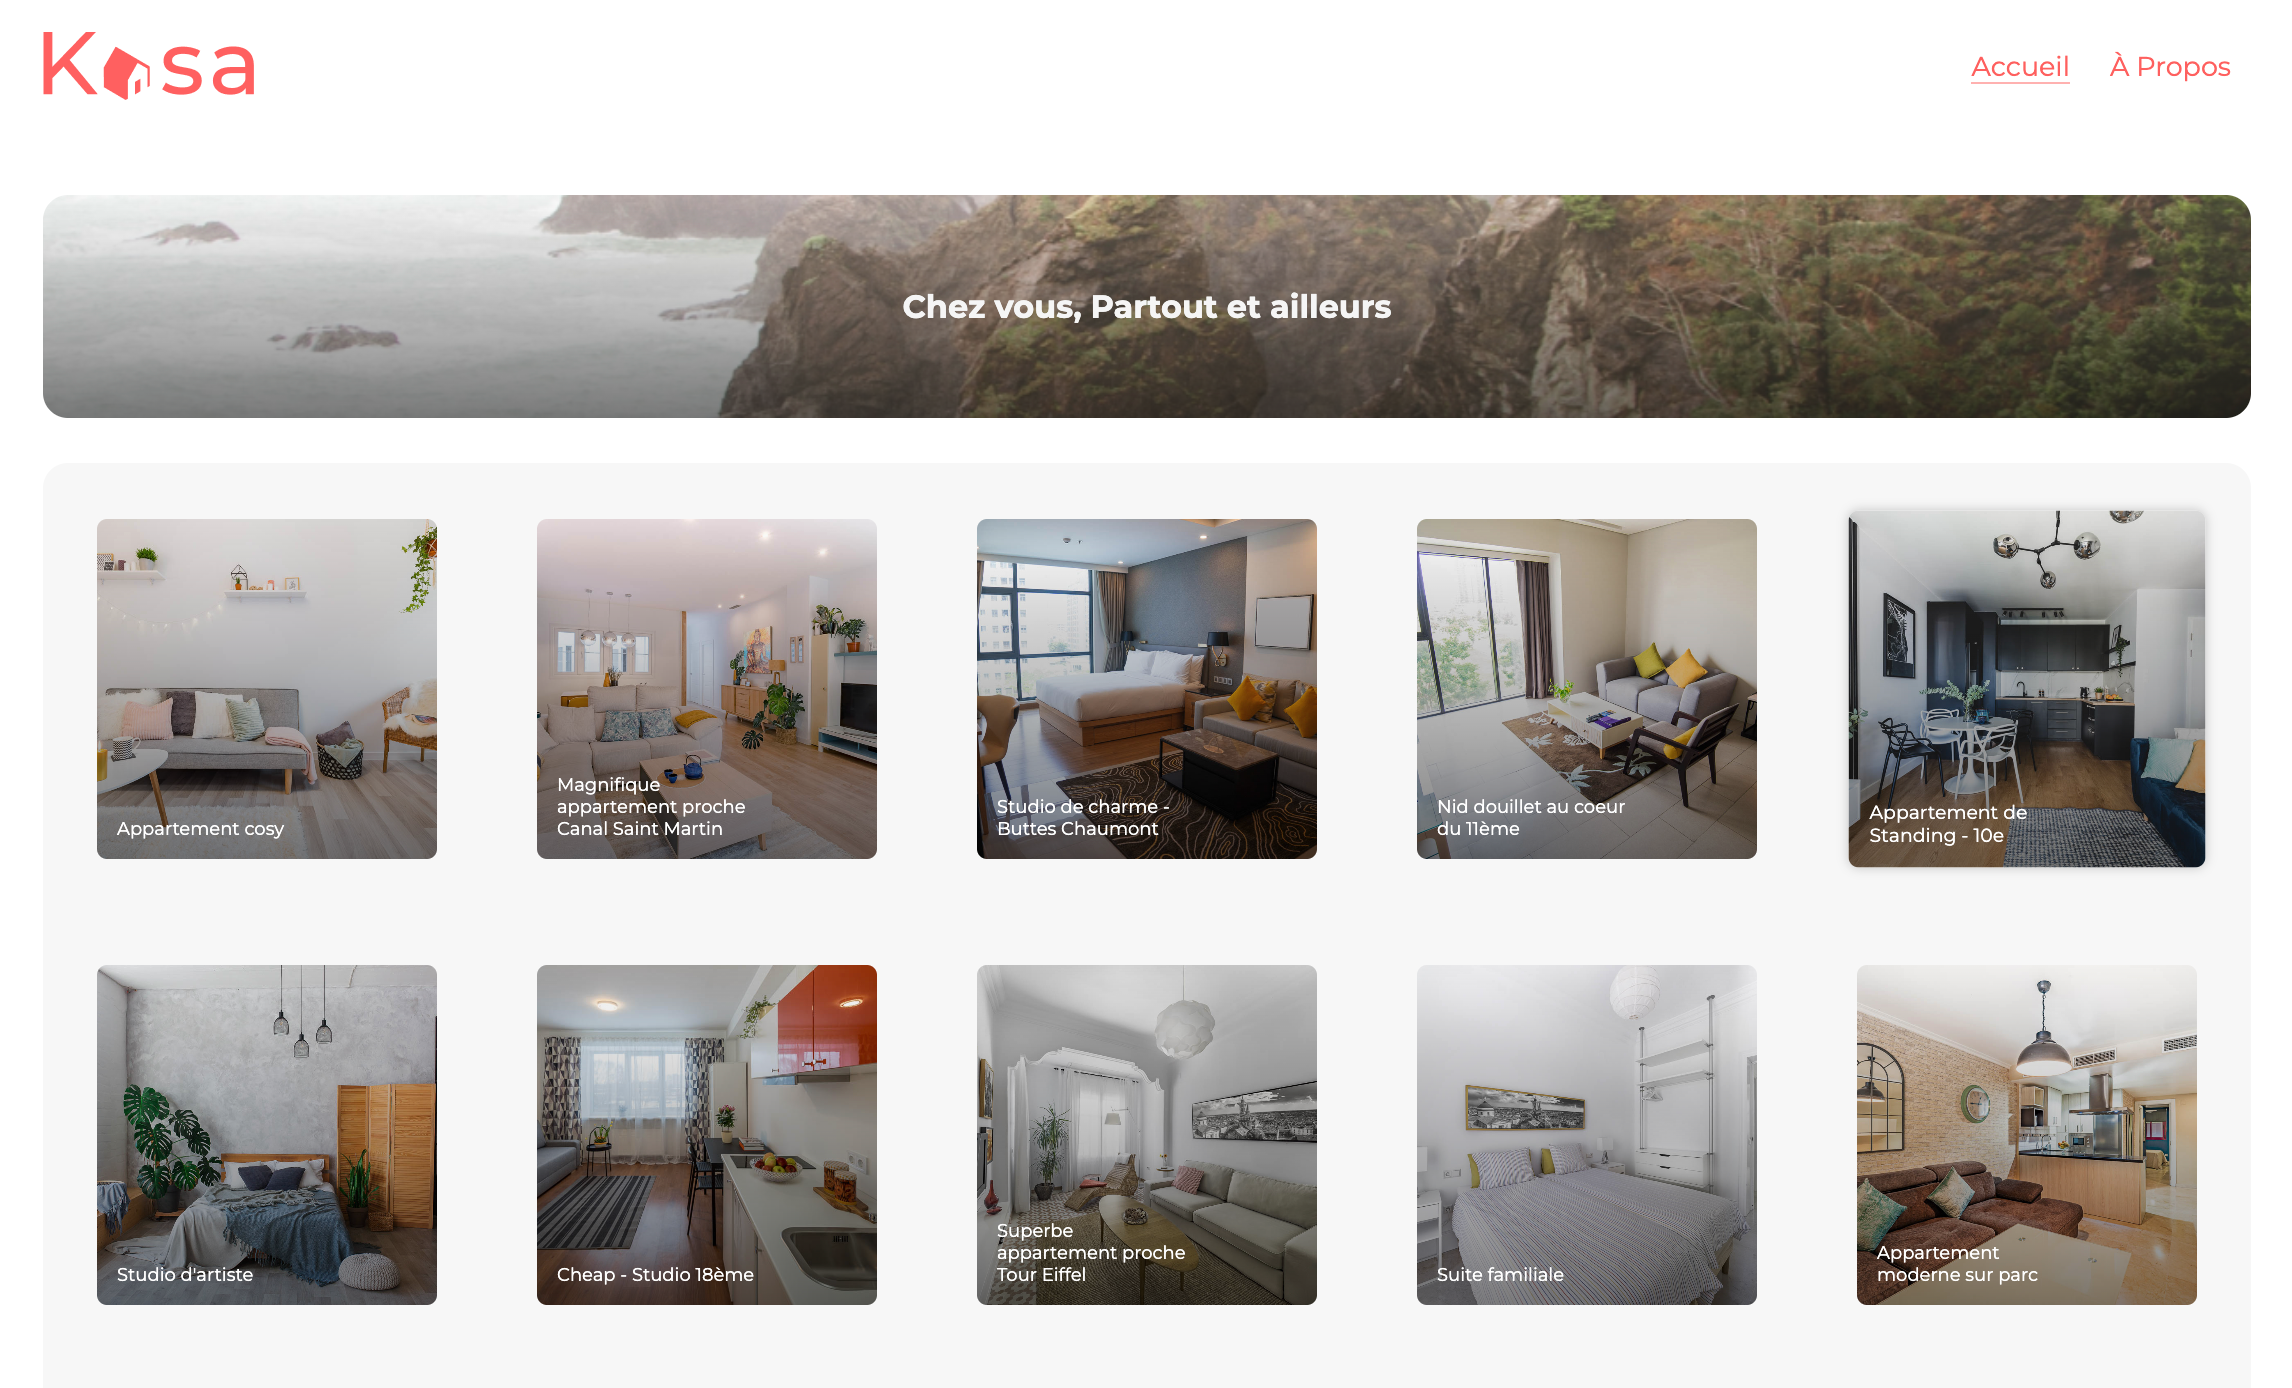 Kasa
Accueil
À Propos
Chez vous, Partout et ailleurs
Appartement cosy
Magnifique
appartement proche
Canal Saint Martin
Studio de charme -
Buttes Chaumont
Nid douillet au coeur
du 11ème
Appartement de
Standing - 10e
Studio d'artiste
Cheap - Studio 18ème
Superbe
appartement proche
Tour Eiffel
Suite familiale
Appartement
moderne sur parc